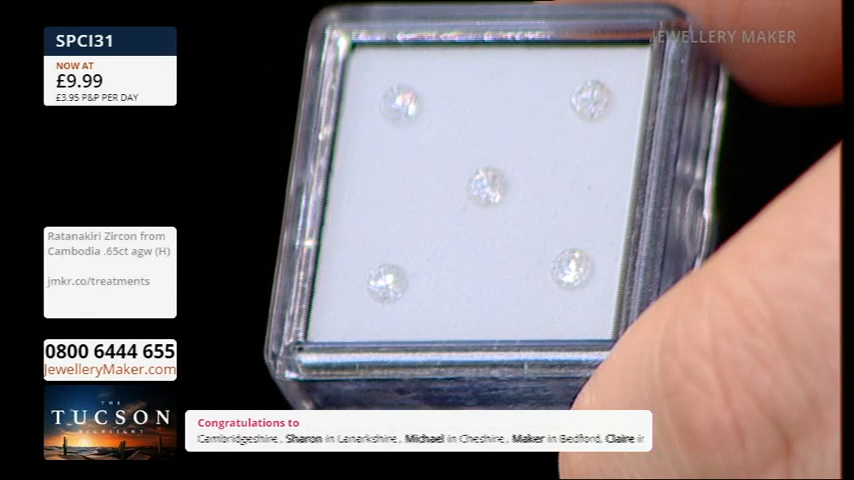 SPCI31
NOW AT
£9.99
£3.95 P&P PER DAY
JEWELLERY MAKER
Ratanakiri Zircon from
Cambodia .65ct agw (H)
jmkr.co/treatments
0800 6444 655
JewelleryMaker.com
THE
TUCSON
Congratulations to
Cambridgeshire, Sharon in Lanarkshire, Michael in Cheshire, Maker in Bedford, Claire in